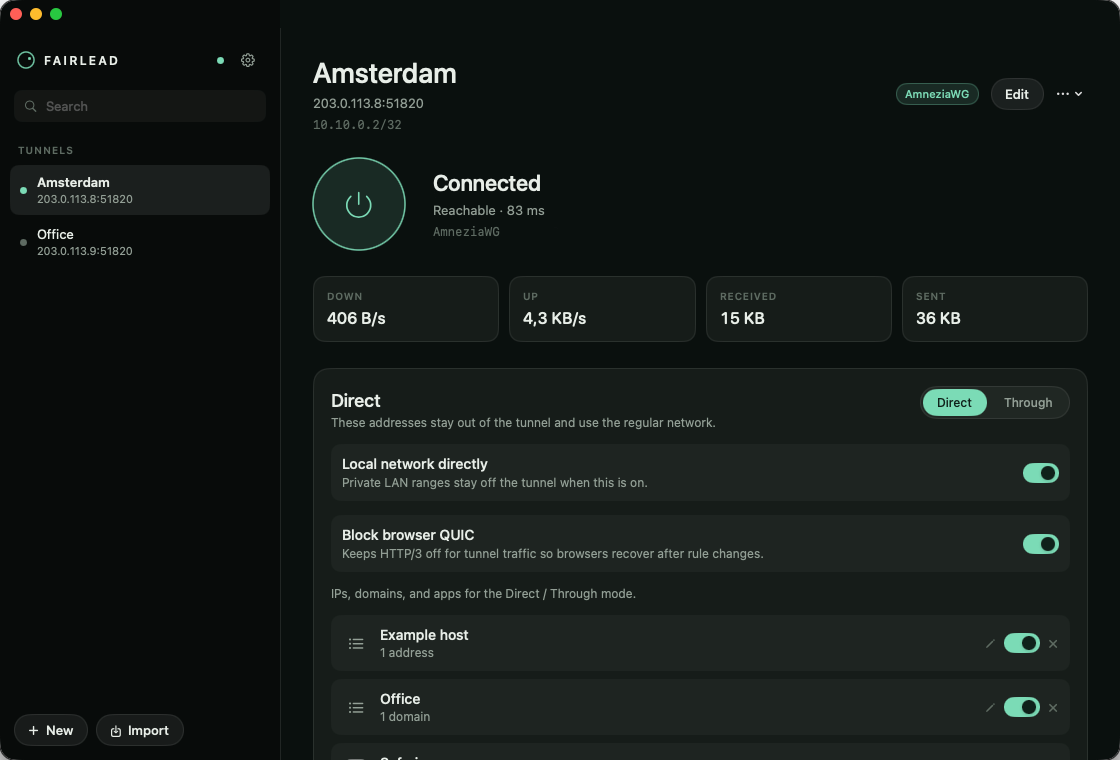 FAIRLEAD
Search
TUNNELS
Amsterdam
203.0.113.8:51820
Office
203.0.113.9:51820
+ New
Import
Amsterdam
203.0.113.8:51820
10.10.0.2/32
AmneziaWG
Edit
Connected
Reachable · 83 ms
AmneziaWG
DOWN
406 B/s
UP
4,3 KB/s
RECEIVED
15 KB
SENT
36 KB
Direct
These addresses stay out of the tunnel and use the regular network.
Direct
Through
Local network directly
Private LAN ranges stay off the tunnel when this is on.
Block browser QUIC
Keeps HTTP/3 off for tunnel traffic so browsers recover after rule changes.
IPs, domains, and apps for the Direct / Through mode.
Example host
1 address
Office
1 domain